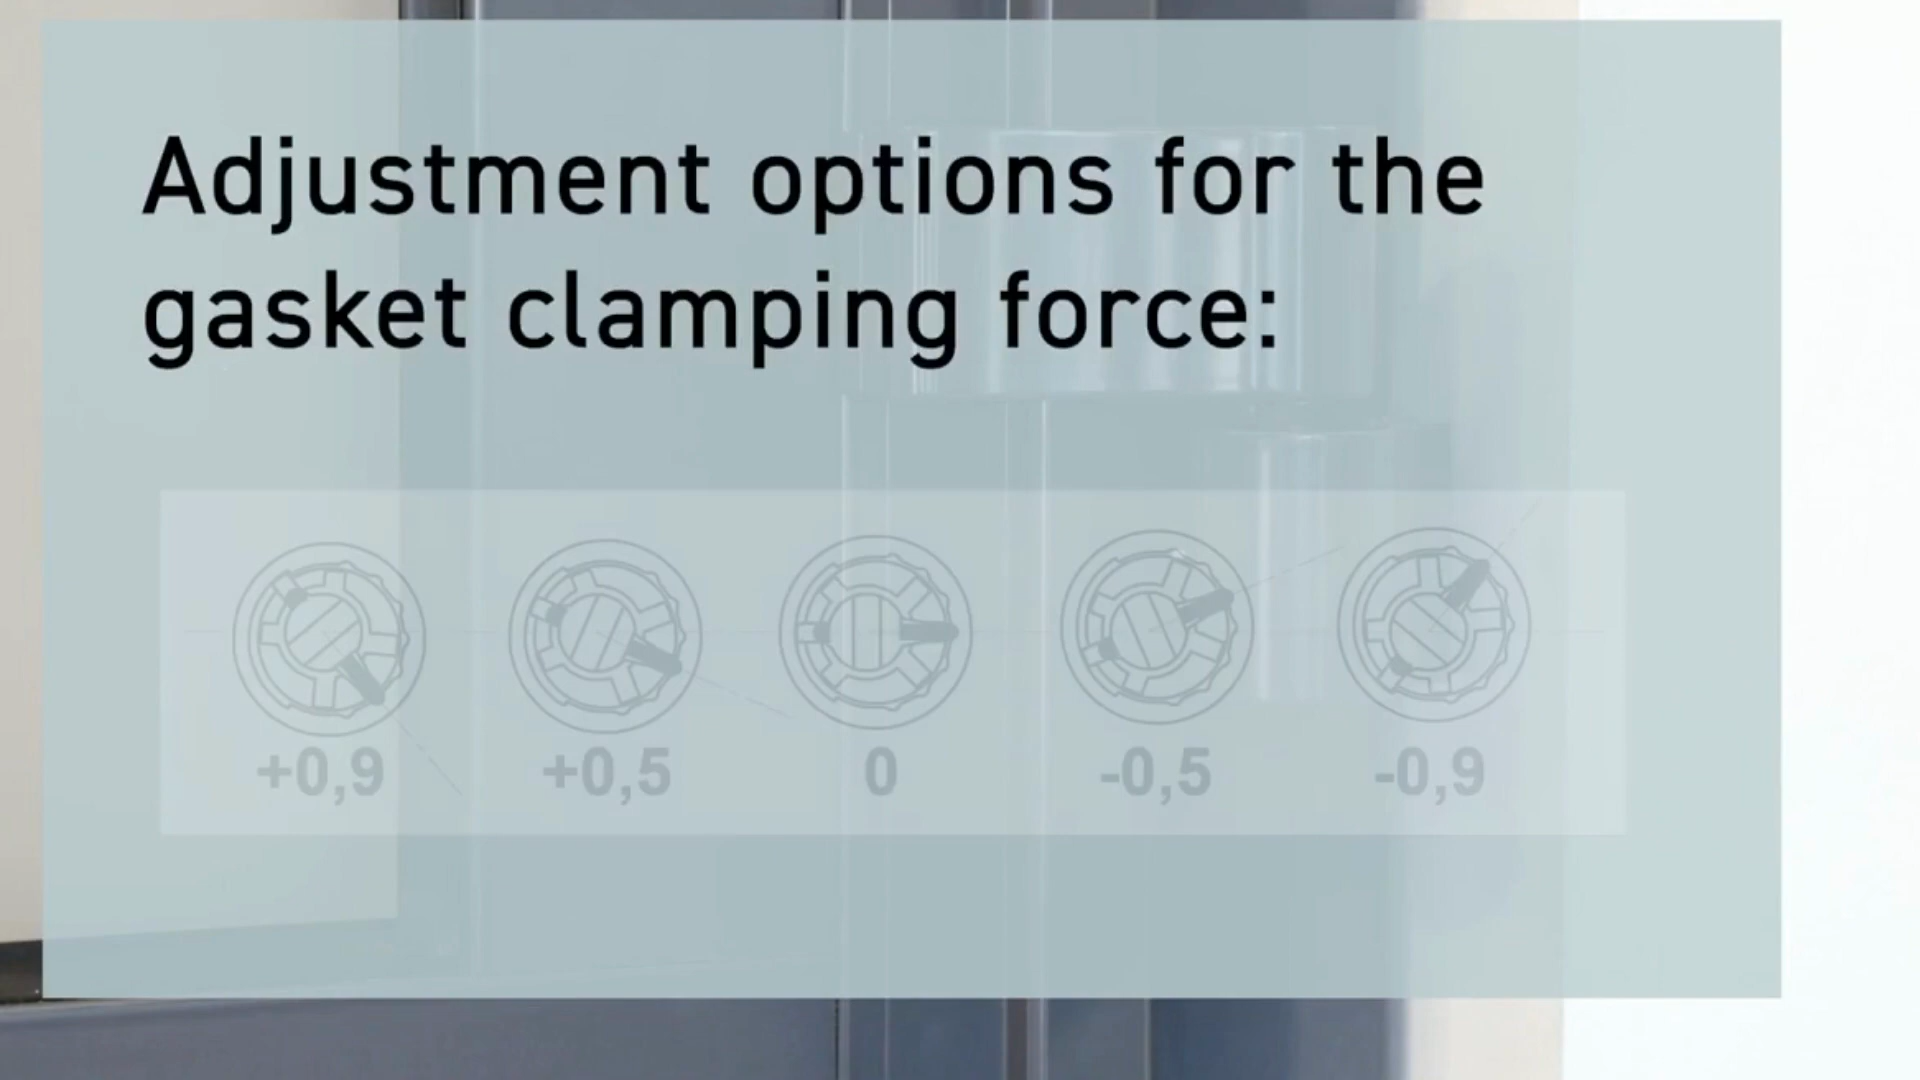 Adjustment options for the
gasket clamping force:
+0,9 +0,5 0 -0,5 -0,9